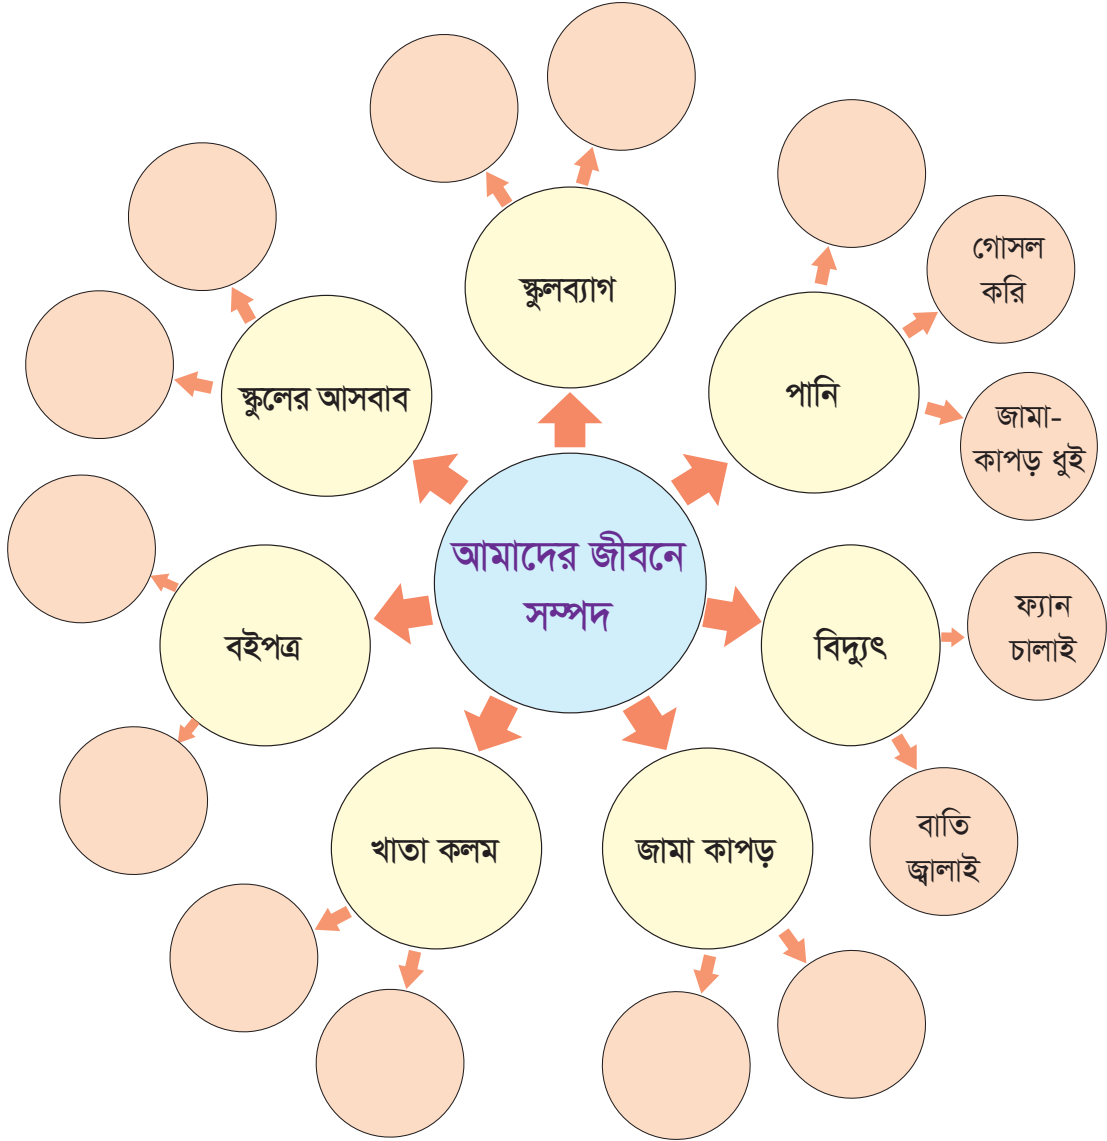 আমাদের জীবনে
সম্পদ
স্কুলব্যাগ
পানি
গোসল
করি
জামা-
কাপড় ধুই
বিদ্যুৎ
ফ্যান
চালাই
বাতি
জ্বালাই
জামা কাপড়
খাতা কলম
বইপত্র
স্কুলের আসবাব